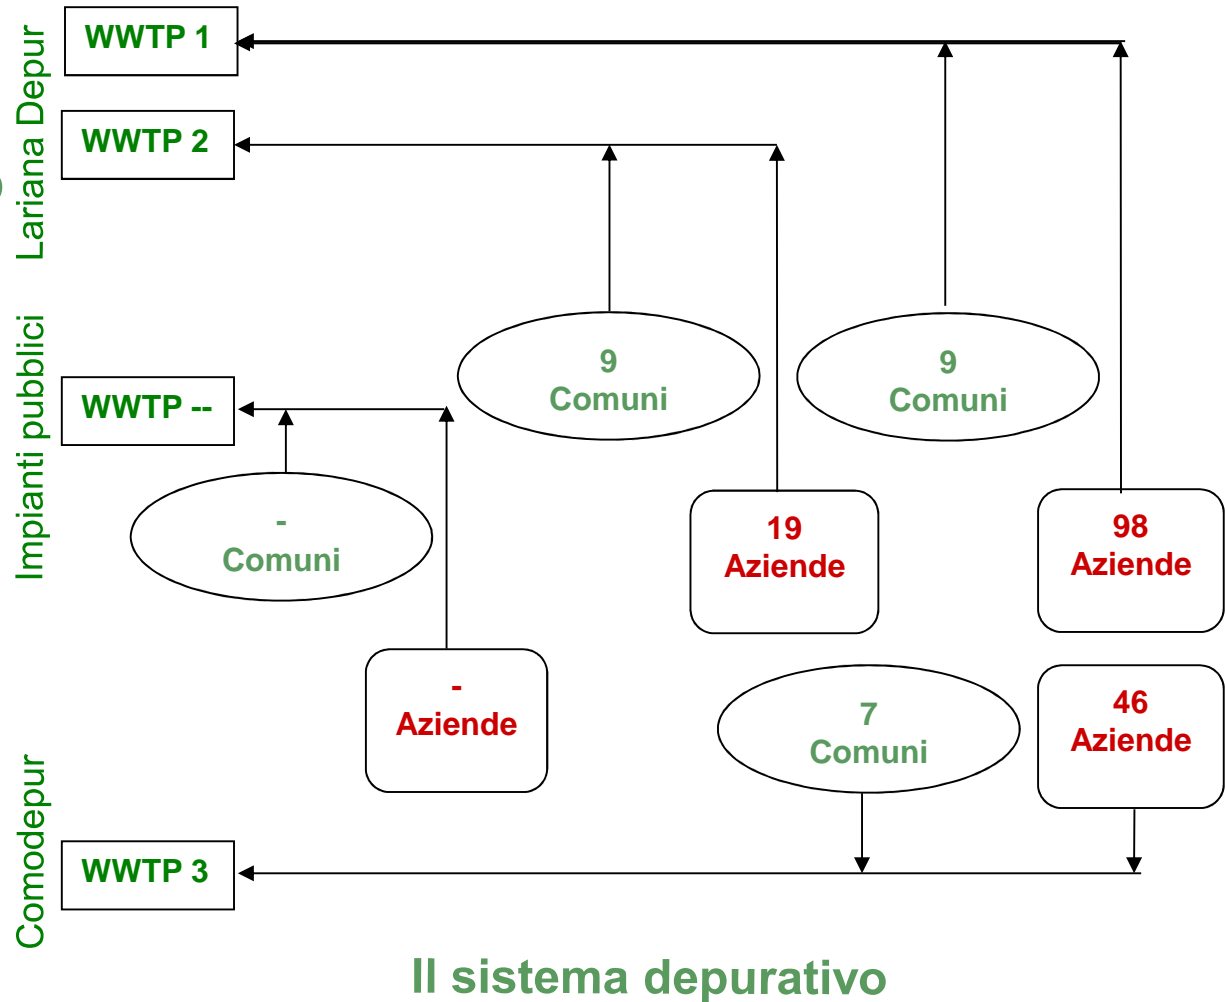 Lariana Depur
WWTP 1
WWTP 2
9
Comuni
9
Comuni
Impianti pubblici
WWTP --
-
Comuni
19
Aziende
98
Aziende
-
Aziende
7
Comuni
46
Aziende
Comodepur
WWTP 3
Il sistema depurativo